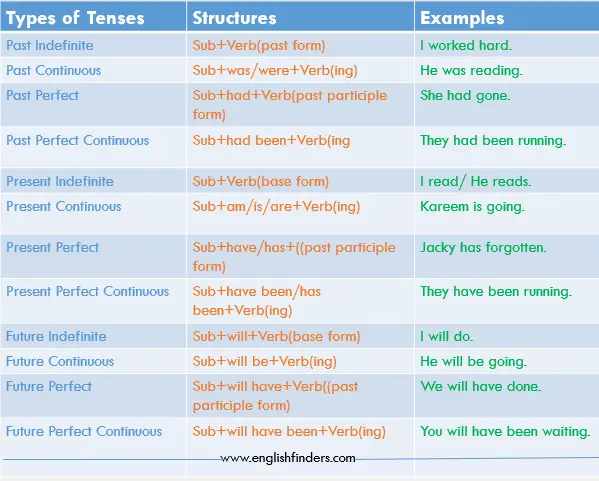 Types of Tenses Structures Examples
Past Indefinite Sub+Verb(past form) I worked hard.
Past Continuous Sub+was/were+Verb(ing) He was reading.
Past Perfect Sub+had+Verb(past participle She had gone.
form)
Past Perfect Continuous Sub+had been+Verb(ing They had been running.
Present Indefinite Sub+Verb(base form) I read/ He reads.
Present Continuous Sub+am/is/are+Verb(ing) Kareem is going.
Present Perfect Sub+have/has+((past participle Jacky has forgotten.
form)
Present Perfect Continuous Sub+have been/has They have been running.
been+Verb(ing)
Future Indefinite Sub+will+Verb(base form) I will do.
Future Continuous Sub+will be+Verb(ing) He will be going.
Future Perfect Sub+will have+Verb((past We will have done.
participle form)
Future Perfect Continuous Sub+will have been+Verb(ing) You will have been waiting.
www.englishfinders.com